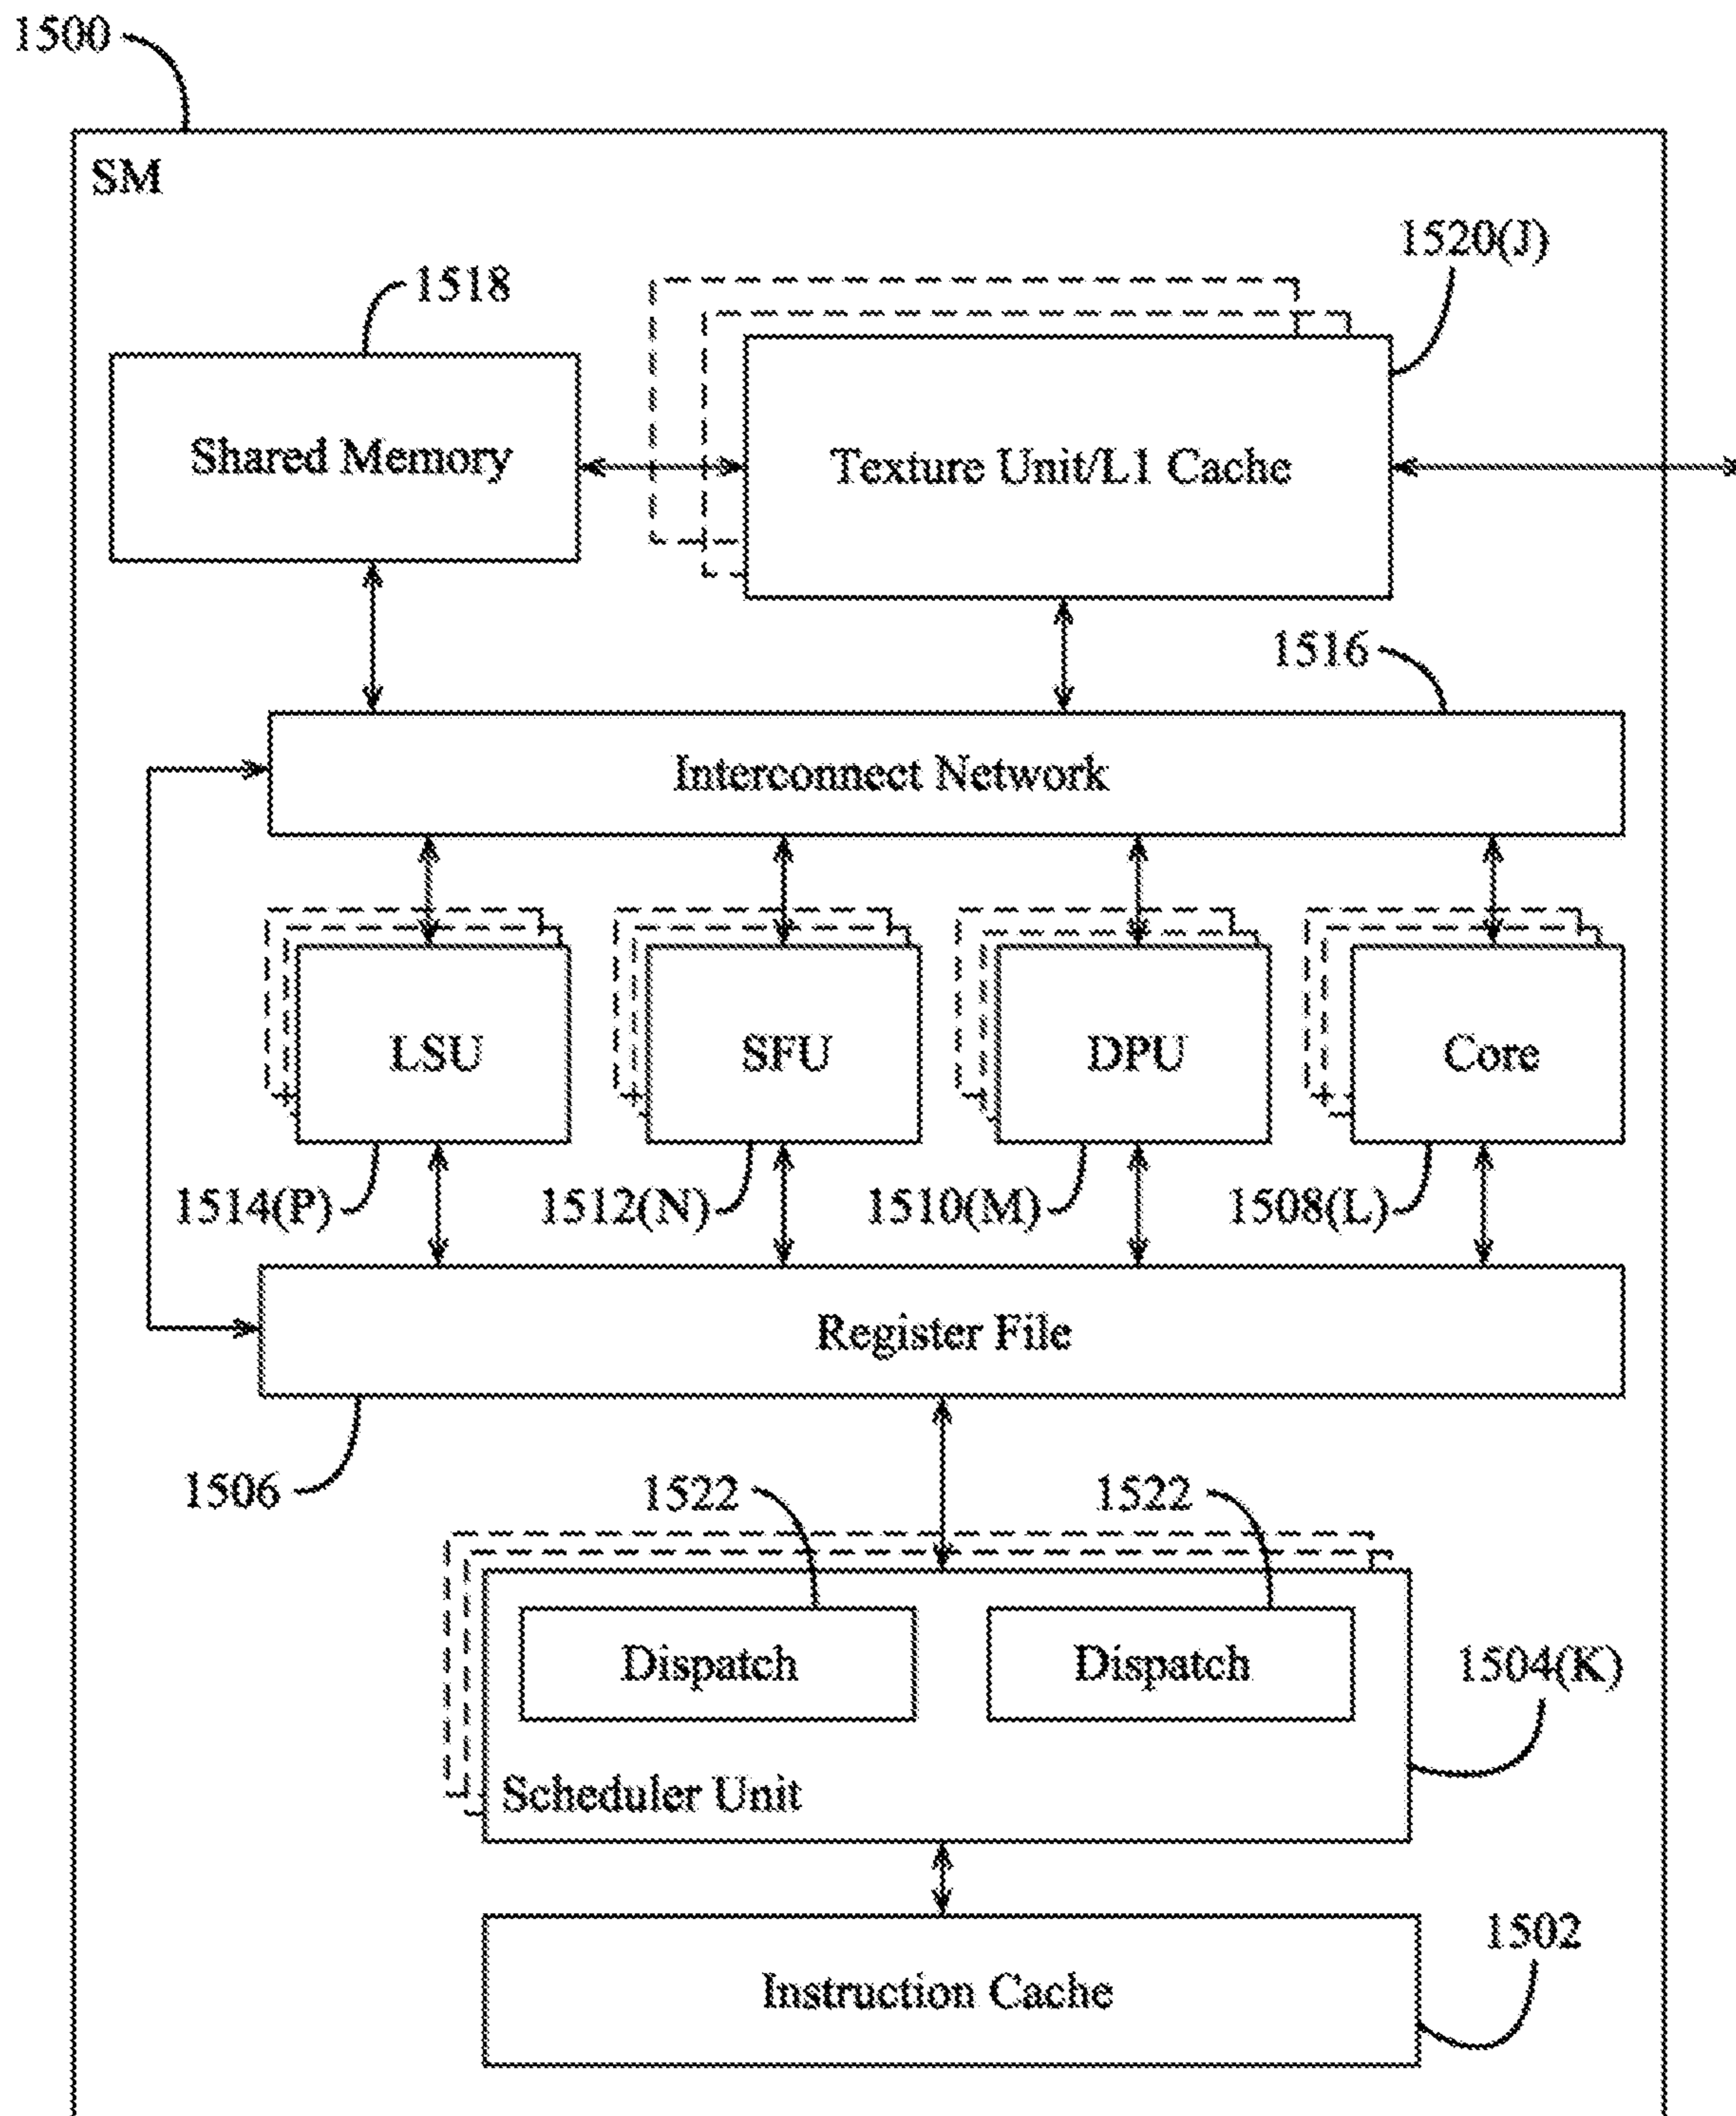 1500
SM
1520(J)
1518
Shared Memory
Texture Unit/L1 Cache
1516
Interconnect Network
LSU
SFU
DPU
Core
1514(P)
1512(N)
1510(M)
1508(L)
Register File
1506
1522
1522
Dispatch
Dispatch
1504(K)
Scheduler Unit
1502
Instruction Cache